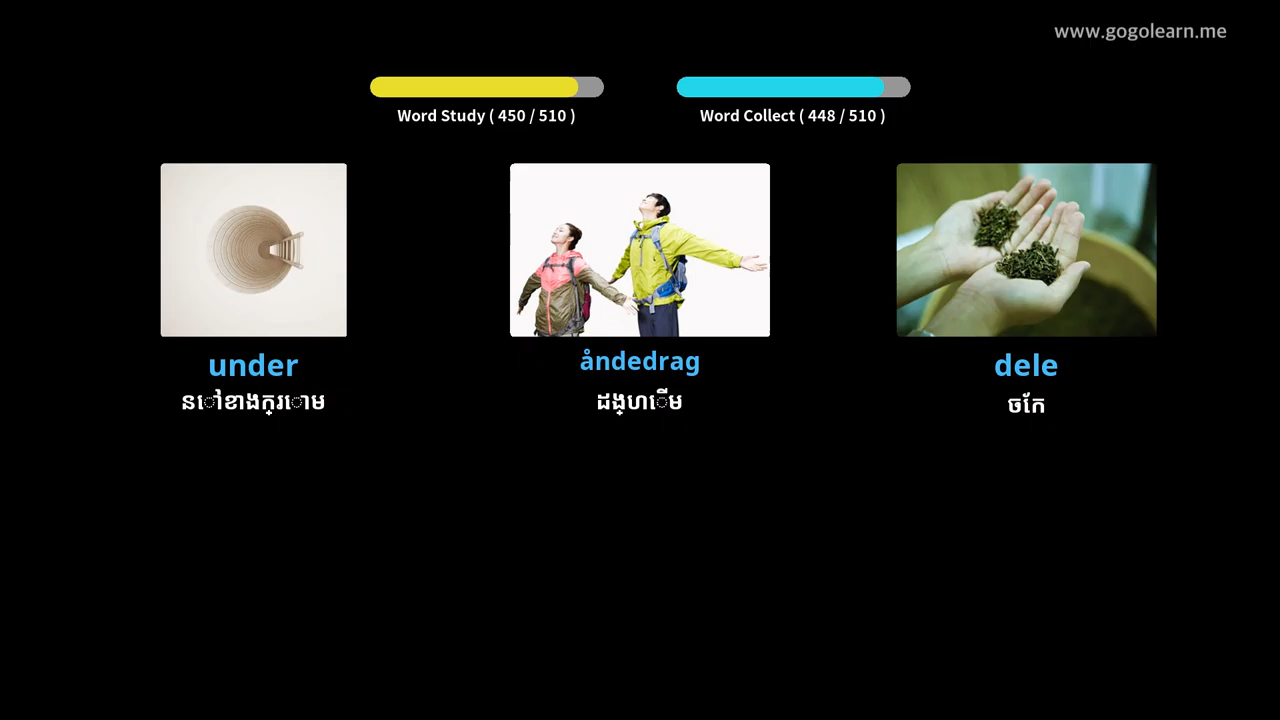 www.gogolearn.me
Word Study ( 450 / 510 )
Word Collect ( 448 / 510 )
under
åndedrag
dele
នៅខាងក្រោម
ដង្ហើម
ចែក